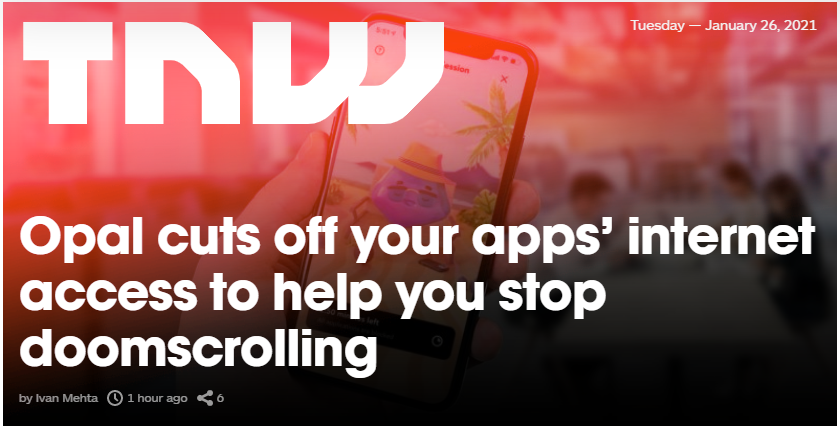 TNW
Tuesday — January 26, 2021
ession
Opal cuts off your apps’ internet
access to help you stop
doomscrolling
by Ivan Mehta 1 hour ago 6